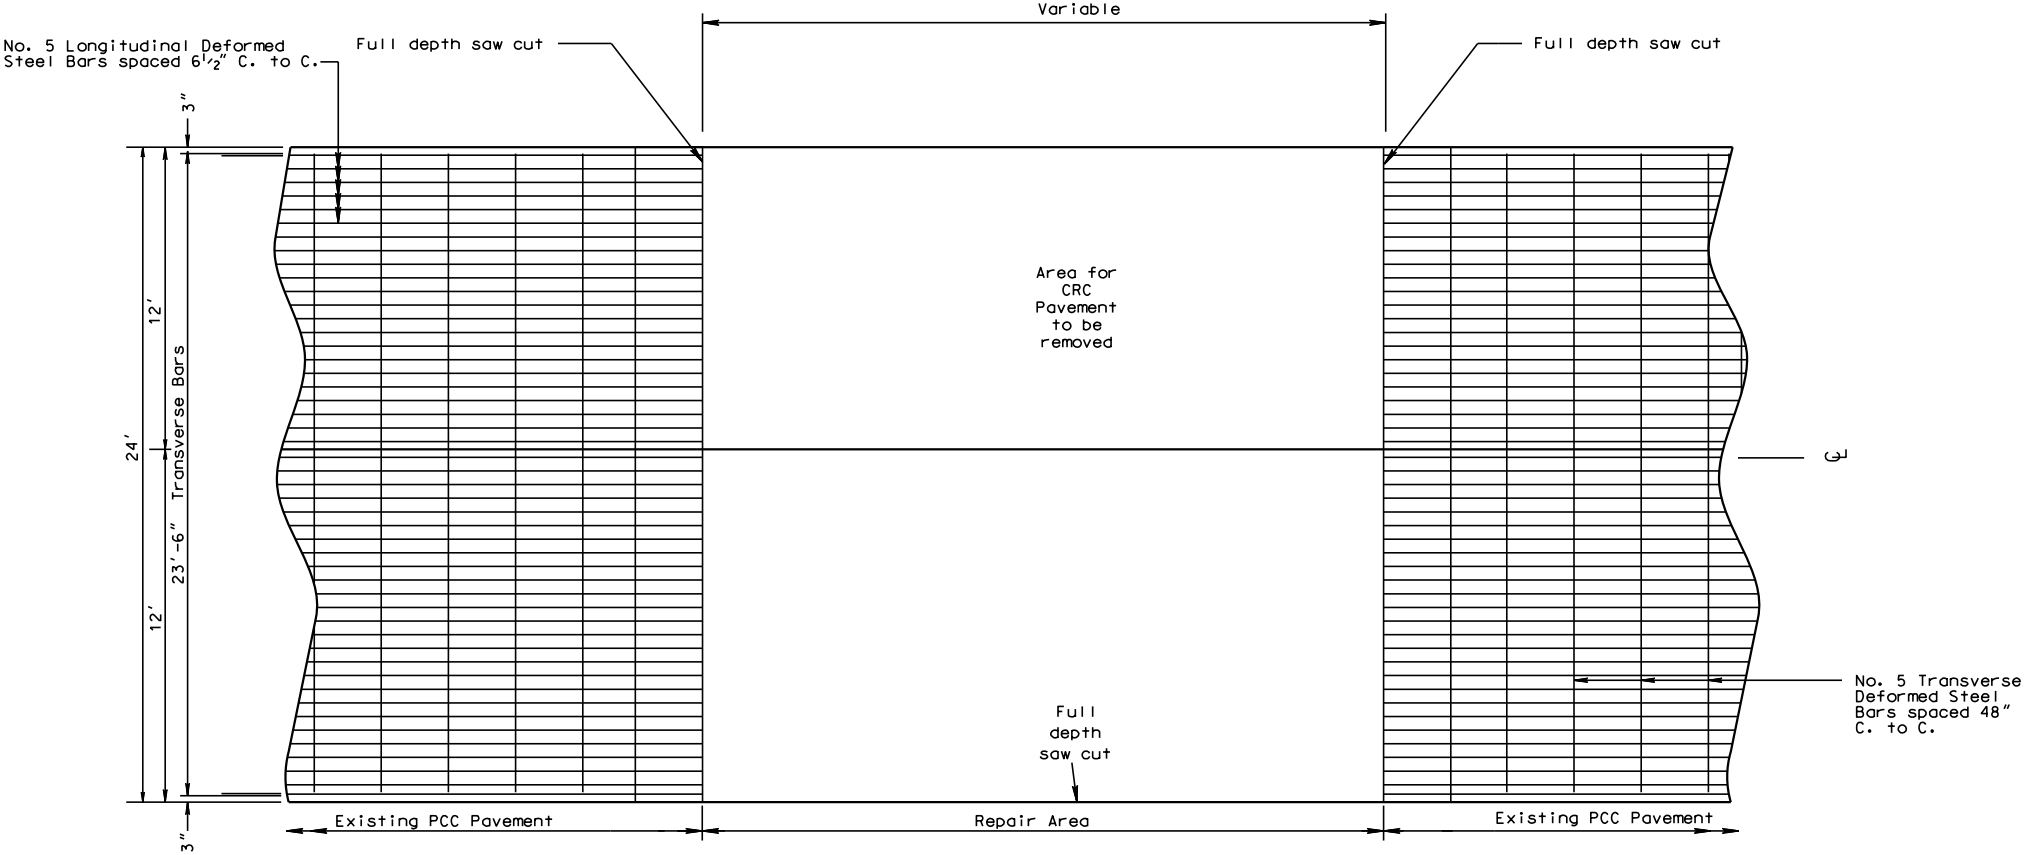 Variable
No. 5 Longitudinal Deformed
Steel Bars spaced 6½" C. to C.
Full depth saw cut
Full depth saw cut
3"
Area for
CRC
Pavement
to be
removed
12'
24'
23'-6" Transverse Bars
12'
℄
No. 5 Transverse
Deformed Steel
Bars spaced 48"
C. to C.
Full
depth
saw cut
Existing PCC Pavement
Repair Area
Existing PCC Pavement
3"